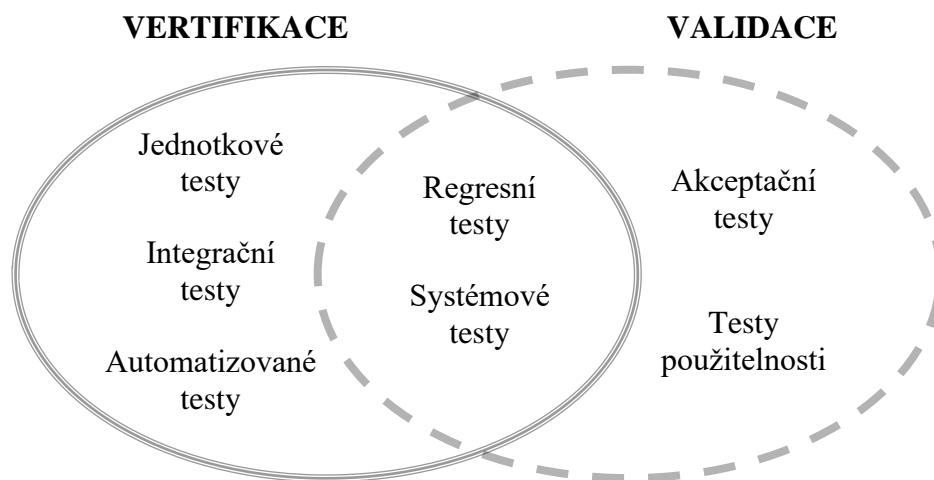 VERTIFIKACE
VALIDACE
Jednotkové
testy
Integrační
testy
Automatizované
testy
Regresní
testy
Systémové
testy
Akceptační
testy
Testy
použitelnosti